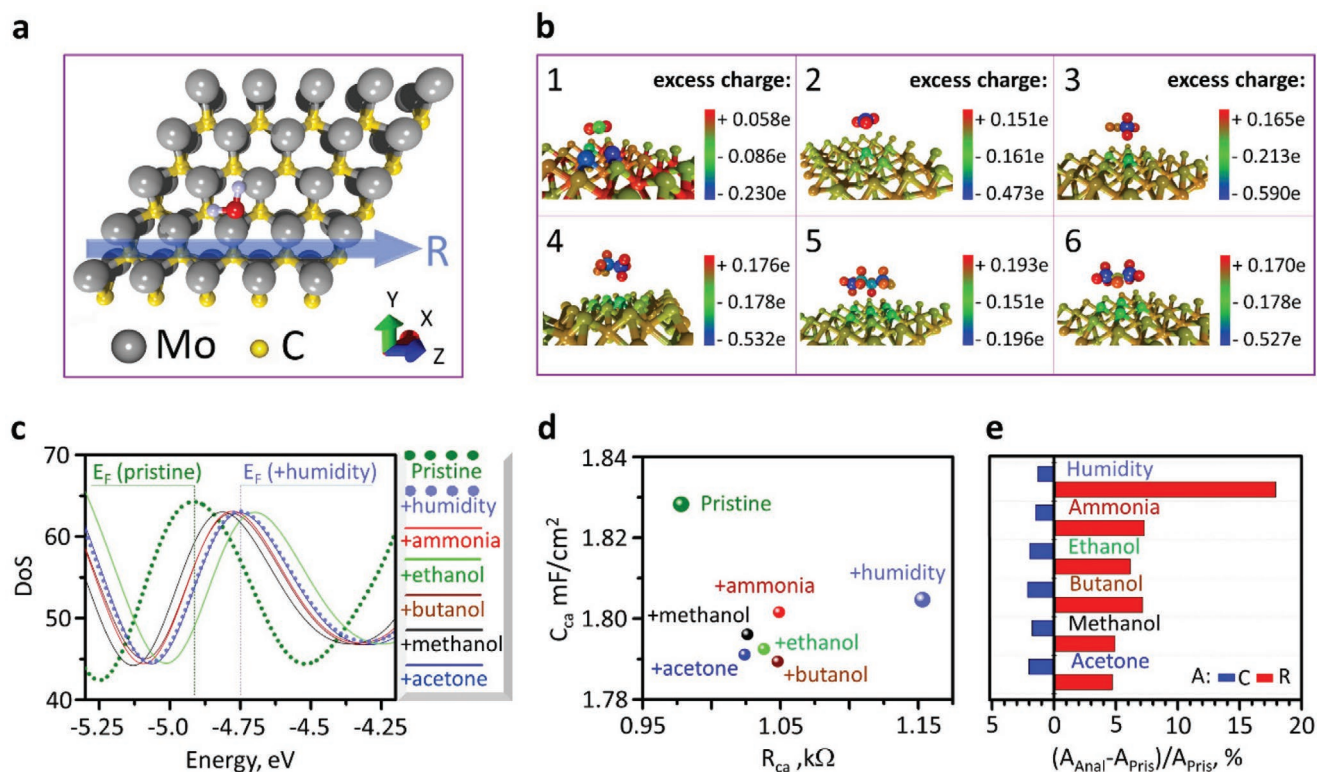 a
R
Y
X
Z
Mo
C
b
1
excess charge:
+ 0.058e
- 0.086e
- 0.230e
2
excess charge:
+ 0.151e
- 0.161e
- 0.473e
3
excess charge:
+ 0.165e
- 0.213e
- 0.590e
4
+ 0.176e
- 0.178e
- 0.532e
5
+ 0.193e
- 0.151e
- 0.196e
6
+ 0.170e
- 0.178e
- 0.527e
c
70
60
50
40
DoS
E_F (pristine)
E_F (+humidity)
-5.25 -5.0 -4.75 -4.5 -4.25
Energy, eV
Pristine
+humidity
+ammonia
+ethanol
+butanol
+methanol
+acetone
d
1.84
1.82
1.80
1.78
C_ca mF/cm²
Pristine
+humidity
+ammonia
+methanol
+ethanol
+acetone
+butanol
0.95 1.05 1.15
R_ca ,kΩ
e
Humidity
Ammonia
Ethanol
Butanol
Methanol
Acetone
A: C R
5 0 5 10 15 20
(A_Anal-A_Pris)/A_Pris, %